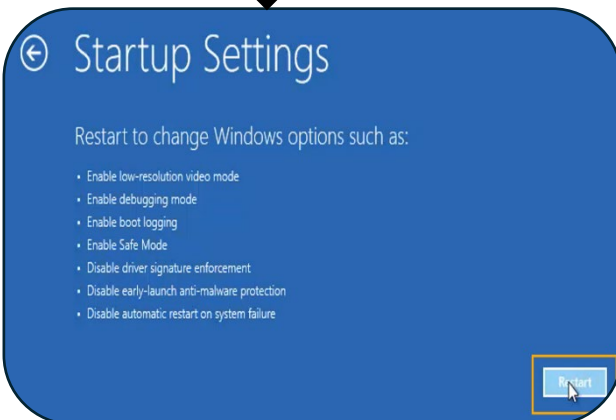 Startup Settings
Restart to change Windows options such as:
• Enable low-resolution video mode
• Enable debugging mode
• Enable boot logging
• Enable Safe Mode
• Disable driver signature enforcement
• Disable early-launch anti-malware protection
• Disable automatic restart on system failure
Restart